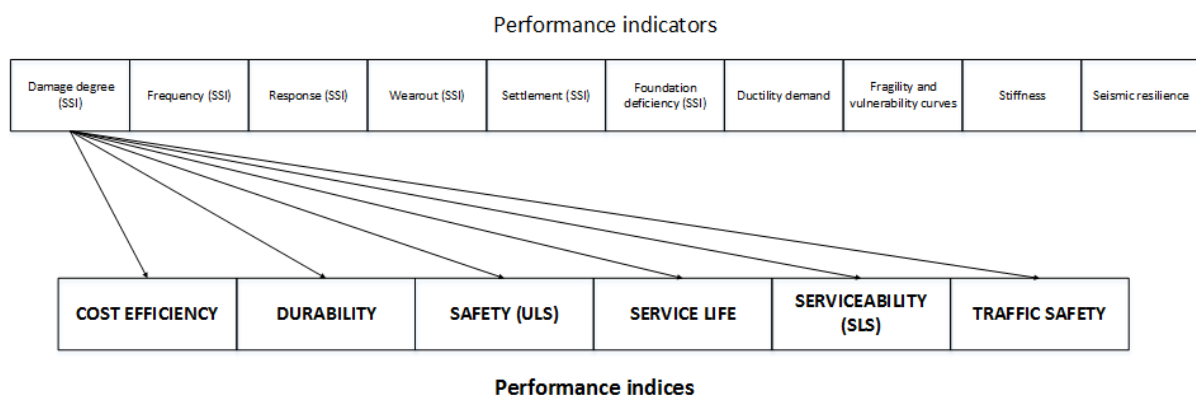 Performance indicators
Damage degree
(SSI)
Frequency (SSI)
Response (SSI)
Wearout (SSI)
Settlement (SSI)
Foundation
deficiency (SSI)
Ductility demand
Fragility and
vulnerability curves
Stiffness
Seismic resilience
COST EFFICIENCY
DURABILITY
SAFETY (ULS)
SERVICE LIFE
SERVICEABILITY
(SLS)
TRAFFIC SAFETY
Performance indices